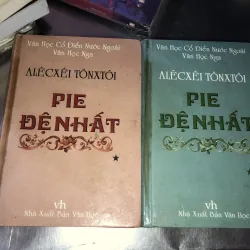 Văn Học Cổ Điển Nước Ngoài
Văn Học Nga
ALẾCXÊI TÔNXTÔI
PIE
ĐỆ NHẤT
vh
Nhà Xuất Bản Văn Học
Văn Học Cổ Điển Nước Ngoài
Văn Học Nga
ALẾCXÊI TÔNXTÔI
PIE
ĐỆ NHẤT
vh
Nhà Xuất Bản Văn Học